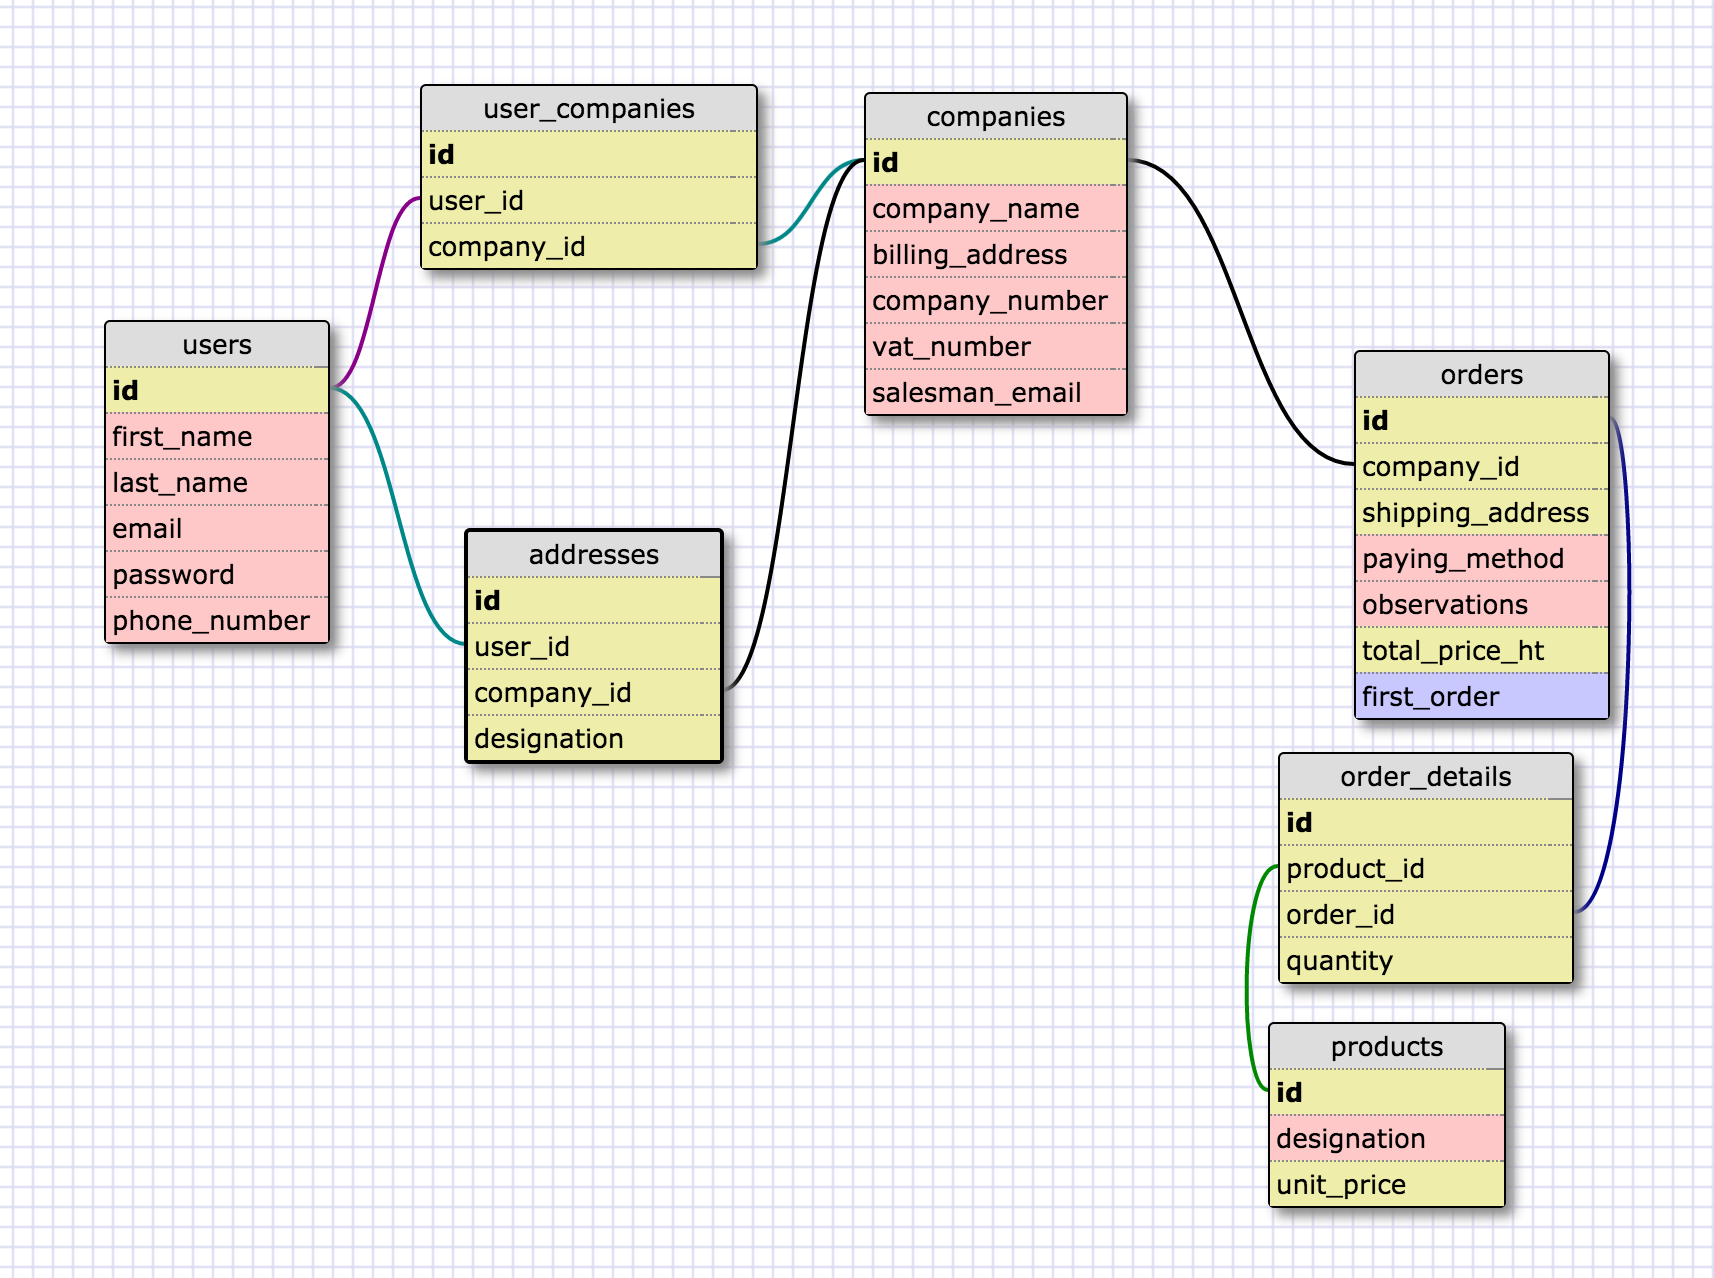 user_companies
id
user_id
company_id
companies
id
company_name
billing_address
company_number
vat_number
salesman_email
users
id
first_name
last_name
email
password
phone_number
orders
id
company_id
shipping_address
paying_method
observations
total_price_ht
first_order
addresses
id
user_id
company_id
designation
order_details
id
product_id
order_id
quantity
products
id
designation
unit_price